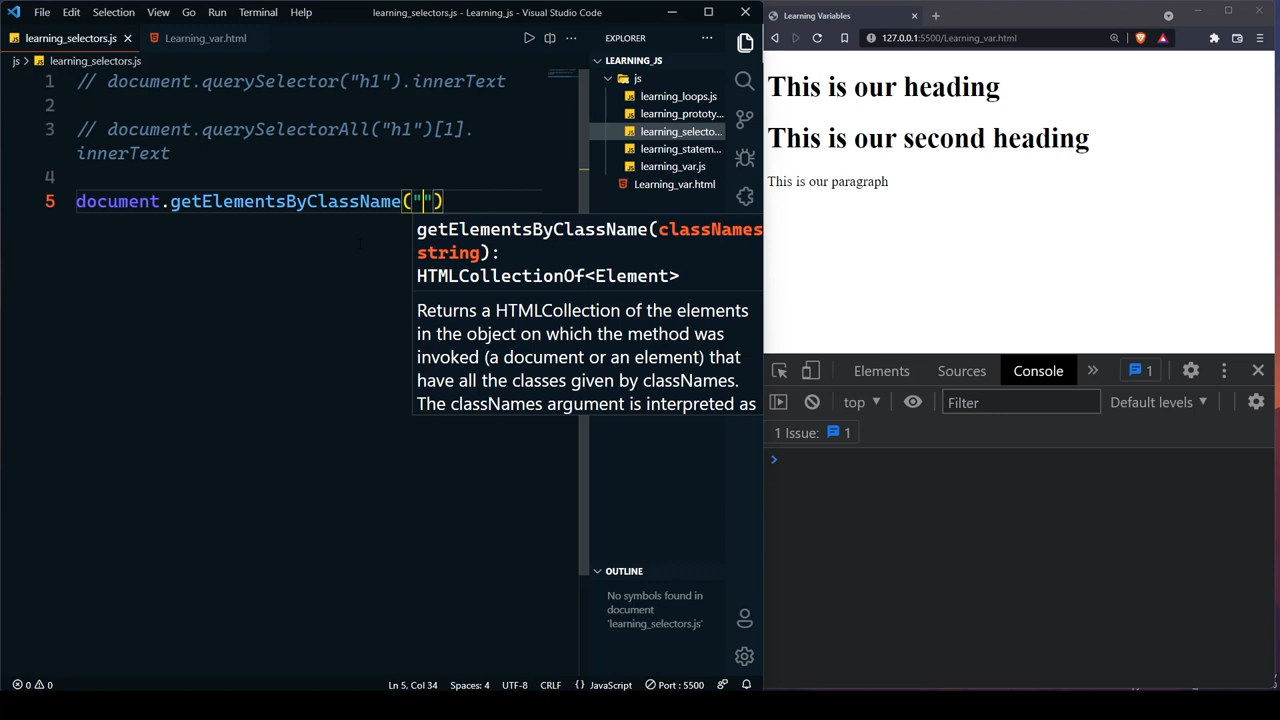 File Edit Selection View Go Run Terminal Help
learning_selectors.js - Learning_js - Visual Studio Code
learning_selectors.js
Learning_var.html
js > learning_selectors.js
1 // document.querySelector("h1").innerText
2
3 // document.querySelectorAll("h1")[1].
innerText
4
5 document.getElementsByClassName("")
getElementsByClassName(classNames
string):
HTMLCollectionOf<Element>
Returns a HTMLCollection of the elements
in the object on which the method was
invoked (a document or an element) that
have all the classes given by classNames.
The classNames argument is interpreted as
EXPLORER
LEARNING_JS
js
learning_loops.js
learning_prototy...
learning_selecto...
learning_statem...
learning_var.js
Learning_var.html
OUTLINE
No symbols found in
document
'learning_selectors.js'
0 0
Ln 5, Col 34 Spaces: 4 UTF-8 CRLF {} JavaScript Port : 5500
Learning Variables
127.0.0.1:5500/Learning_var.html
This is our heading
This is our second heading
This is our paragraph
Elements Sources Console 1
top Filter Default levels
1 Issue: 1